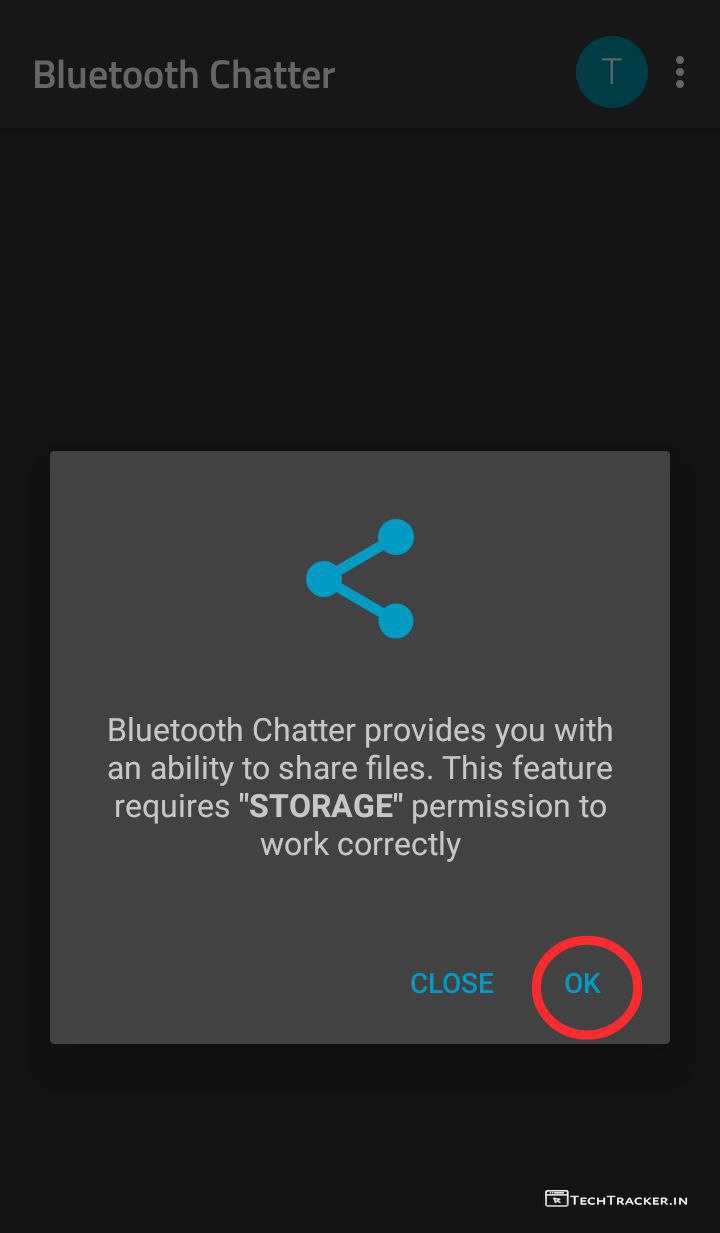 Bluetooth Chatter
T
Bluetooth Chatter provides you with
an ability to share files. This feature
requires "STORAGE" permission to
work correctly
CLOSE OK
TECHTRACKER.IN